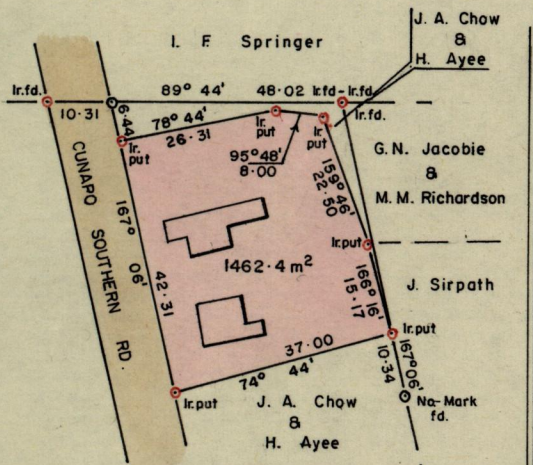 J. A. Chow
&
H. Ayee
I. F. Springer
Ir.fd.
89° 44'
48·02
Ir.fd-Ir.fd.
Ir.fd.
10·31
6·44
78° 44'
26·31
Ir.
put
Ir.
put
Ir.
put
95° 48'
8·00
G. N. Jacobie
&
M. M. Richardson
CUNAPO SOUTHERN RD.
167° 06'
42·31
159° 46'
22·50
Ir.put
1462·4 m²
166° 16'
15·17
J. Sirpath
Ir.put
37·00
74° 44'
10·34
167° 06'
Ir.put
No-Mark
fd.
J. A. Chow
&
H. Ayee